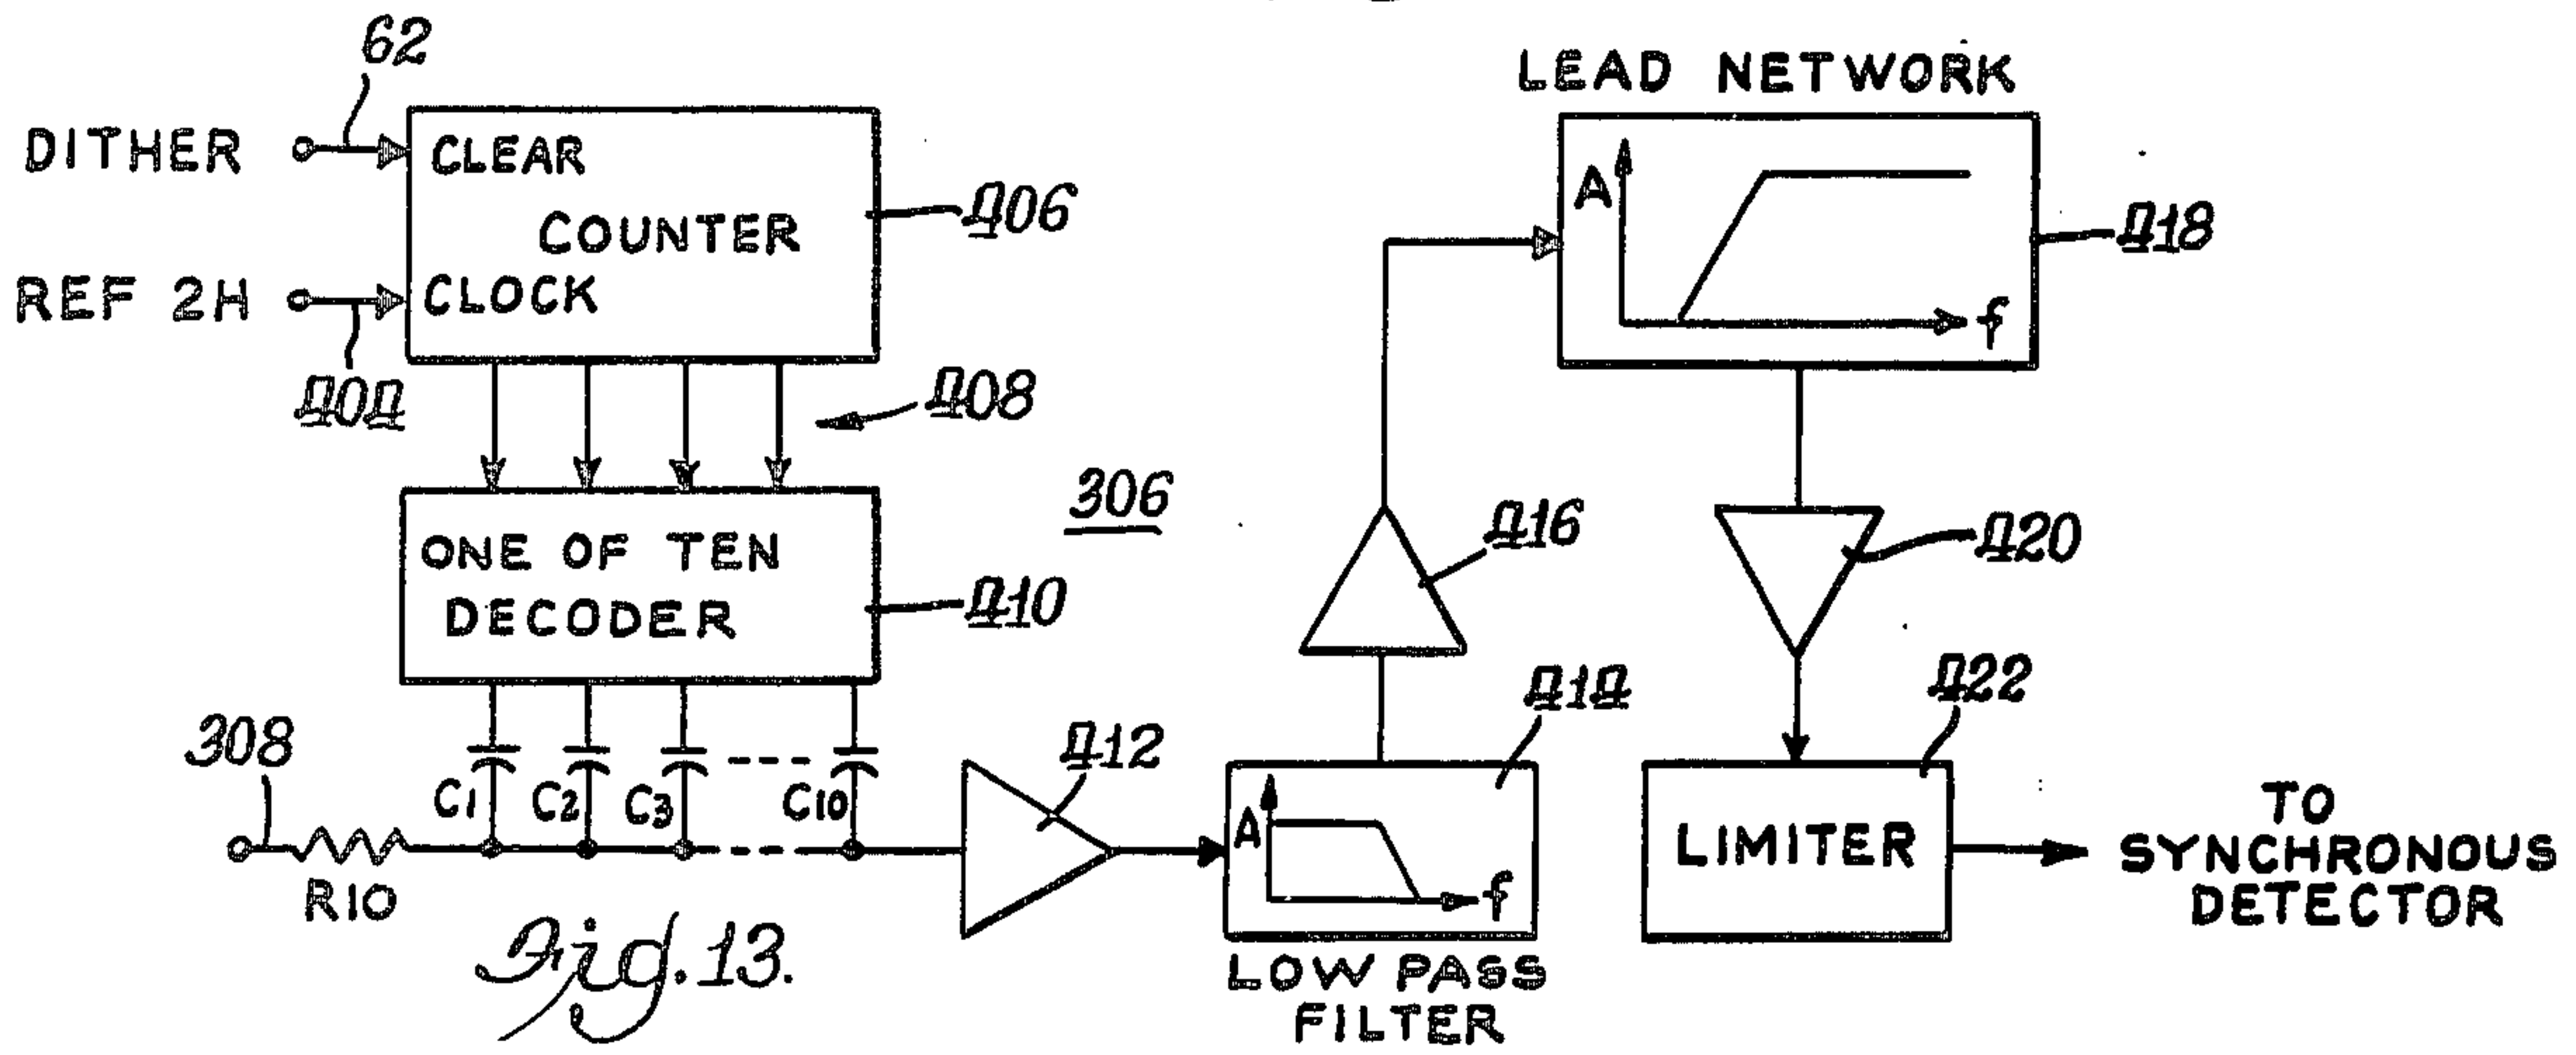 62
DITHER
CLEAR
COUNTER
406
REF 2H
CLOCK
404
408
ONE OF TEN
DECODER
410
306
308
C1
C2
C3
C10
R10
412
414
A
f
LOW PASS
FILTER
416
LEAD NETWORK
A
f
418
420
422
LIMITER
TO
SYNCHRONOUS
DETECTOR
Fig. 13.